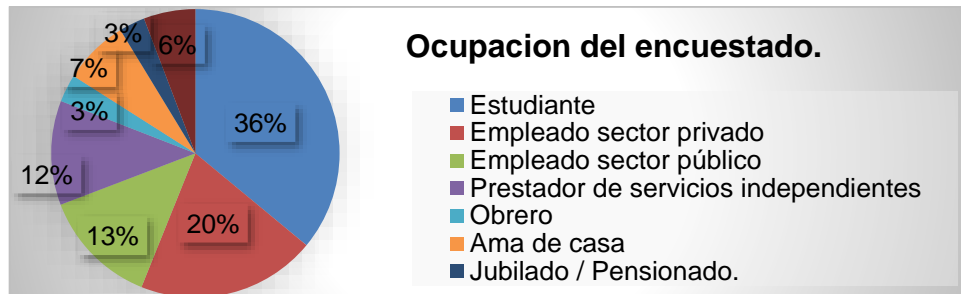 3%
6%
7%
3%
36%
12%
13%
20%
Ocupacion del encuestado.
Estudiante
Empleado sector privado
Empleado sector público
Prestador de servicios independientes
Obrero
Ama de casa
Jubilado / Pensionado.